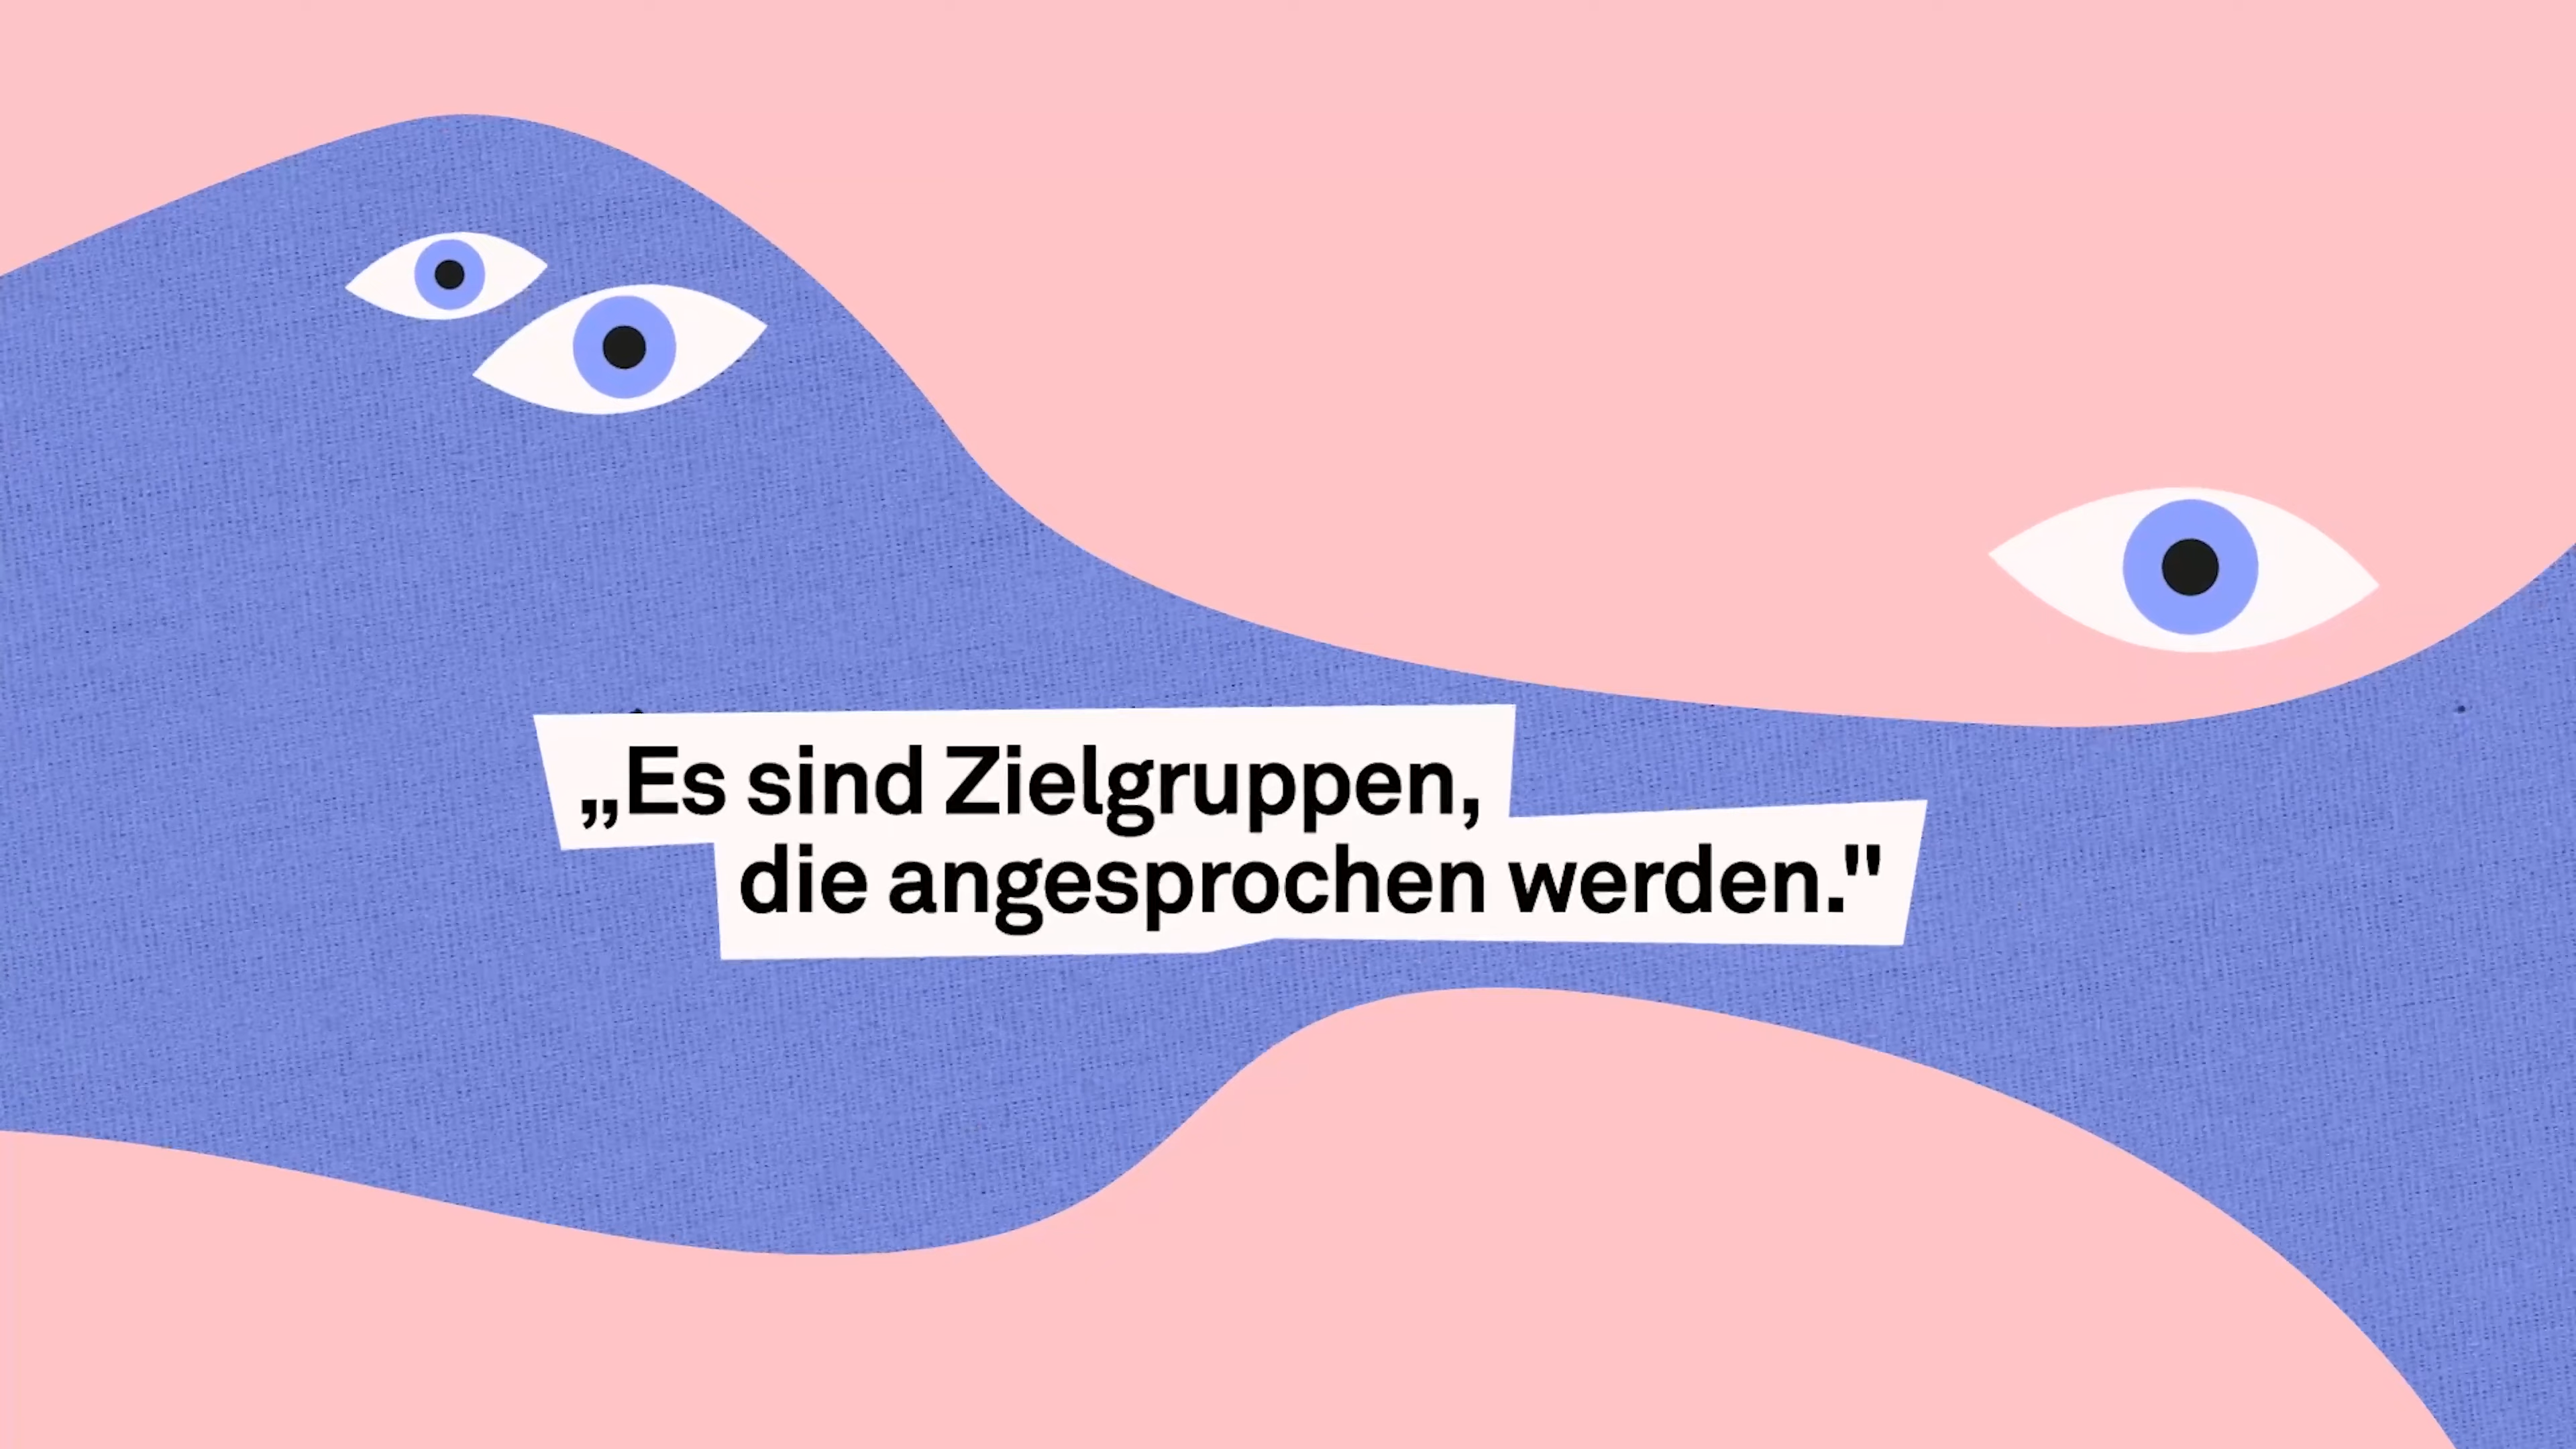 „Es sind Zielgruppen,
die angesprochen werden."